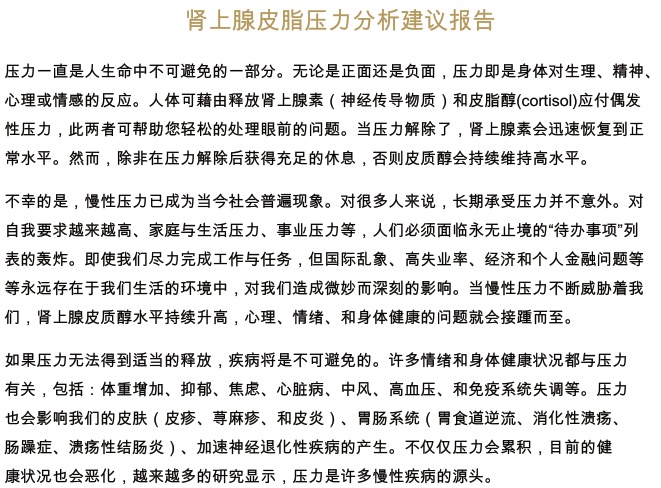 肾上腺皮脂压力分析建议报告
压力一直是人生命中不可避免的一部分。无论是正面还是负面，压力即是身体对生理、精神、
心理或情感的反应。人体可藉由释放肾上腺素（神经传导物质）和皮脂醇(cortisol)应付偶发
性压力，此两者可帮助您轻松的处理眼前的问题。当压力解除了，肾上腺素会迅速恢复到正
常水平。然而，除非在压力解除后获得充足的休息，否则皮质醇会持续维持高水平。
不幸的是，慢性压力已成为当今社会普遍现象。对很多人来说，长期承受压力并不意外。对
自我要求越来越高、家庭与生活压力、事业压力等，人们必须面临永无止境的“待办事项”列
表的轰炸。即使我们尽力完成工作与任务，但国际乱象、高失业率、经济和个人金融问题等
等永远存在于我们生活的环境中，对我们造成微妙而深刻的影响。当慢性压力不断威胁着我
们，肾上腺皮质醇水平持续升高，心理、情绪、和身体健康的问题就会接踵而至。
如果压力无法得到适当的释放，疾病将是不可避免的。许多情绪和身体健康状况都与压力
有关，包括：体重增加、抑郁、焦虑、心脏病、中风、高血压、和免疫系统失调等。压力
也会影响我们的皮肤（皮疹、荨麻疹、和皮炎）、胃肠系统（胃食道逆流、消化性溃疡、
肠躁症、溃疡性结肠炎）、加速神经退化性疾病的产生。不仅仅压力会累积，目前的健
康状况也会恶化，越来越多的研究显示，压力是许多慢性疾病的源头。